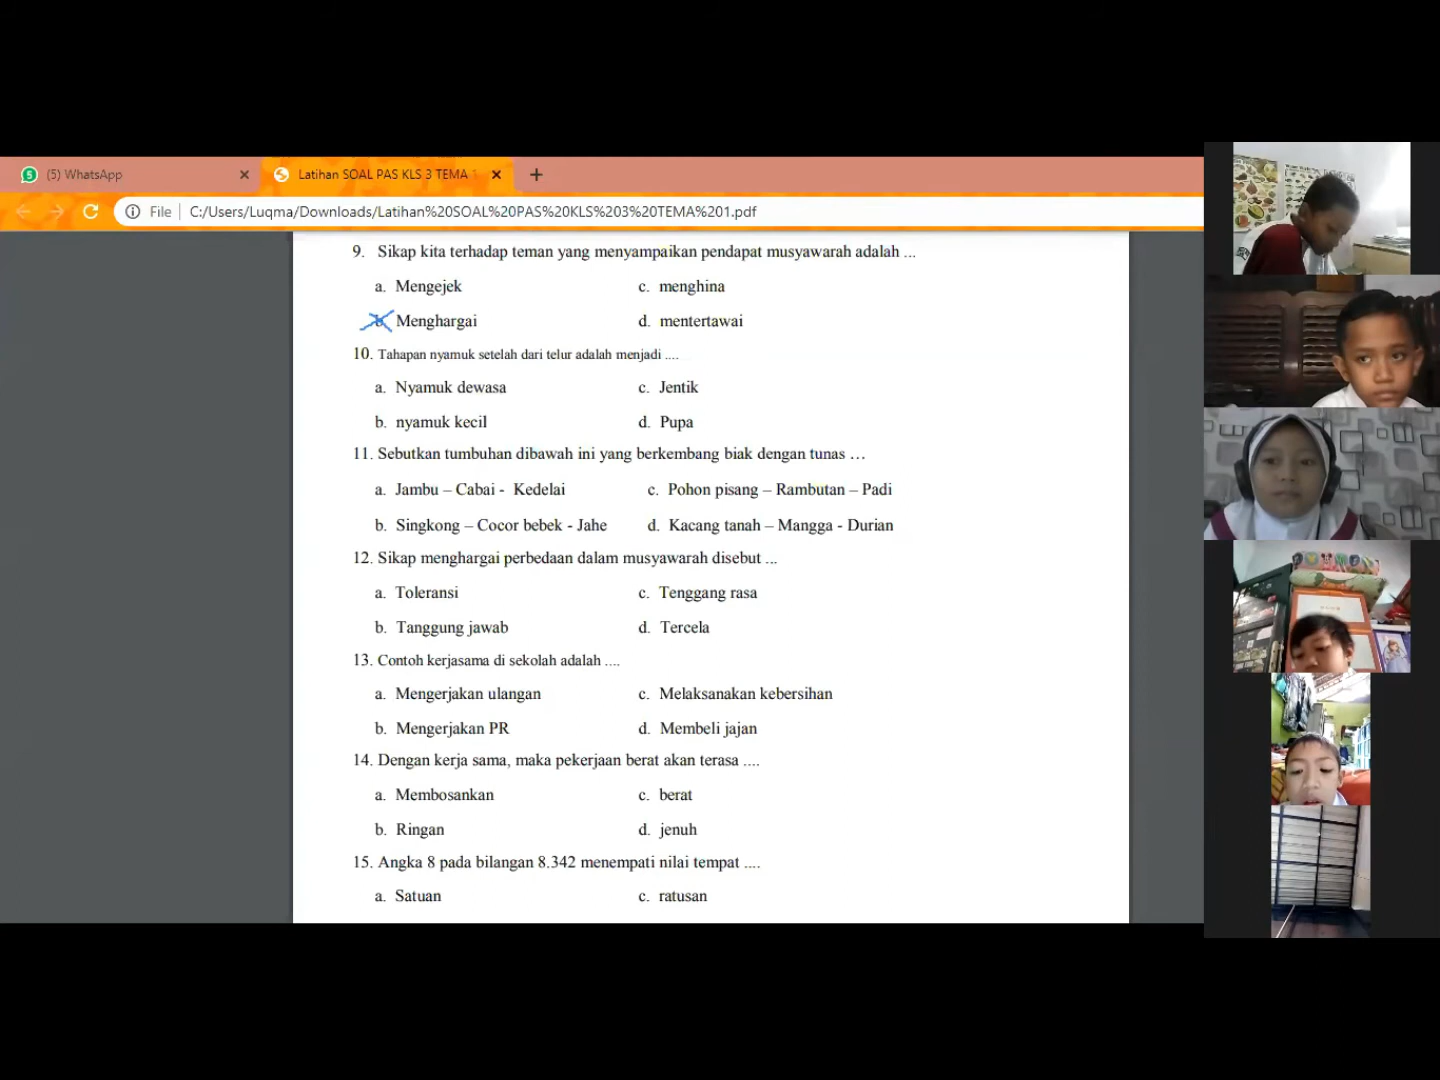 (5) WhatsApp
Latihan SOAL PAS KLS 3 TEMA 1
File
C:/Users/Luqma/Downloads/Latihan%20SOAL%20PAS%20KLS%203%20TEMA%201.pdf
9. Sikap kita terhadap teman yang menyampaikan pendapat musyawarah adalah ...
a. Mengejek c. menghina
b. Menghargai d. mentertawai
10. Tahapan nyamuk setelah dari telur adalah menjadi ....
a. Nyamuk dewasa c. Jentik
b. nyamuk kecil d. Pupa
11. Sebutkan tumbuhan dibawah ini yang berkembang biak dengan tunas …
a. Jambu – Cabai - Kedelai c. Pohon pisang – Rambutan – Padi
b. Singkong – Cocor bebek - Jahe d. Kacang tanah – Mangga - Durian
12. Sikap menghargai perbedaan dalam musyawarah disebut ...
a. Toleransi c. Tenggang rasa
b. Tanggung jawab d. Tercela
13. Contoh kerjasama di sekolah adalah ....
a. Mengerjakan ulangan c. Melaksanakan kebersihan
b. Mengerjakan PR d. Membeli jajan
14. Dengan kerja sama, maka pekerjaan berat akan terasa ....
a. Membosankan c. berat
b. Ringan d. jenuh
15. Angka 8 pada bilangan 8.342 menempati nilai tempat ....
a. Satuan c. ratusan